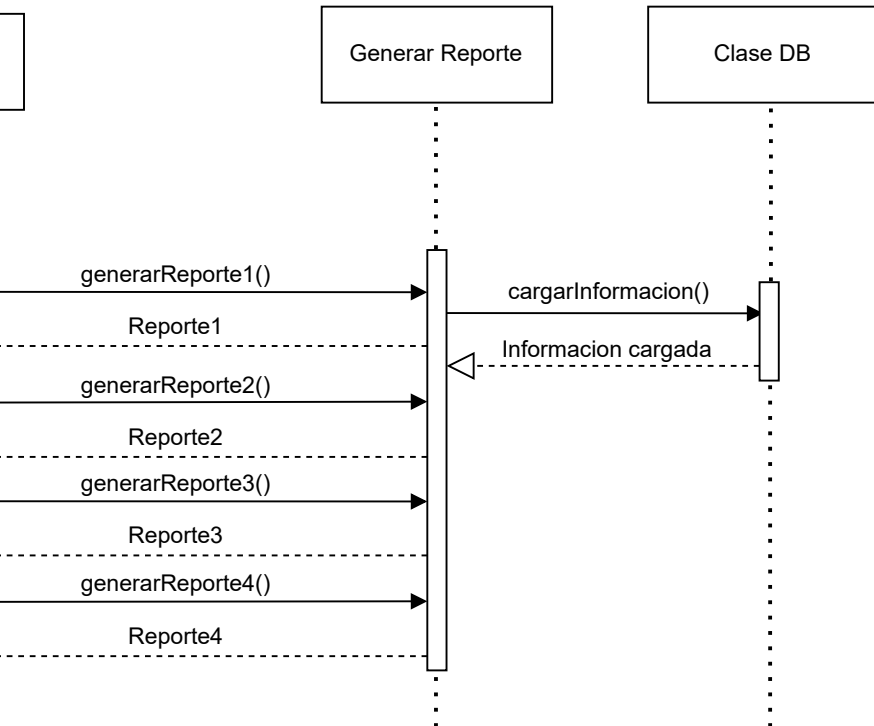 Generar Reporte
Clase DB
generarReporte1()
cargarInformacion()
Reporte1
Informacion cargada
generarReporte2()
Reporte2
generarReporte3()
Reporte3
generarReporte4()
Reporte4